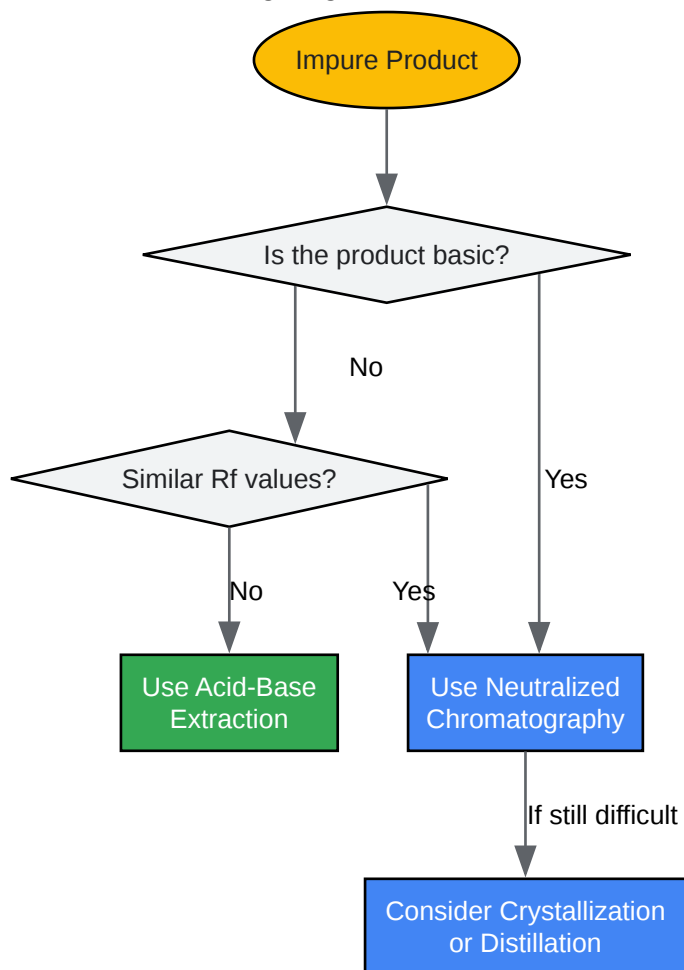 Impure Product
Is the product basic?
No
Similar Rf values?
Yes
No
Yes
Use Acid-Base
Extraction
Use Neutralized
Chromatography
If still difficult
Consider Crystallization
or Distillation